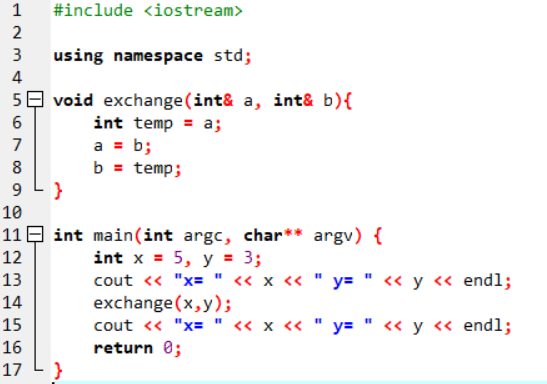 1 #include <iostream>
2
3 using namespace std;
4
5 void exchange(int& a, int& b){
6 int temp = a;
7 a = b;
8 b = temp;
9 }
10
11 int main(int argc, char** argv) {
12 int x = 5, y = 3;
13 cout << "x= " << x << " y= " << y << endl;
14 exchange(x,y);
15 cout << "x= " << x << " y= " << y << endl;
16 return 0;
17 }